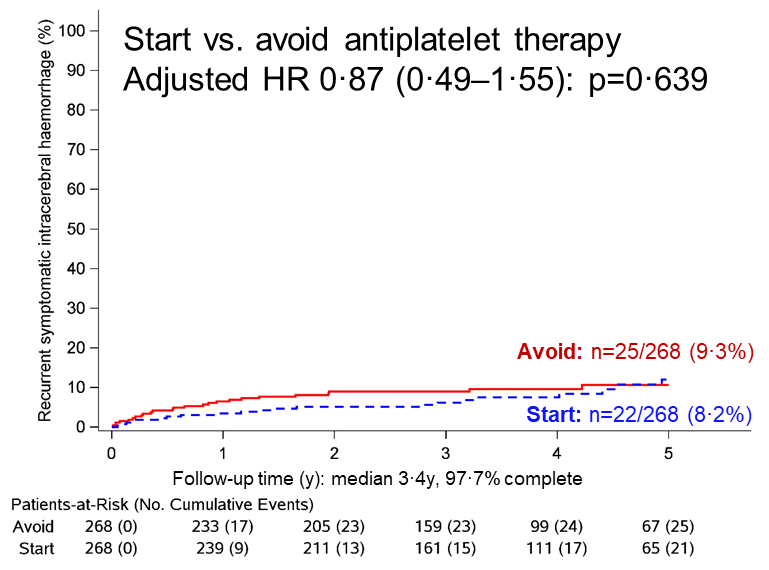 Start vs. avoid antiplatelet therapy
Adjusted HR 0·87 (0·49–1·55): p=0·639
Recurrent symptomatic intracerebral haemorrhage (%)
100
90
80
70
60
50
40
30
20
10
0
Avoid: n=25/268 (9·3%)
Start: n=22/268 (8·2%)
0 1 2 3 4 5
Follow-up time (y): median 3·4y, 97·7% complete
Patients-at-Risk (No. Cumulative Events)
Avoid 268 (0) 233 (17) 205 (23) 159 (23) 99 (24) 67 (25)
Start 268 (0) 239 (9) 211 (13) 161 (15) 111 (17) 65 (21)